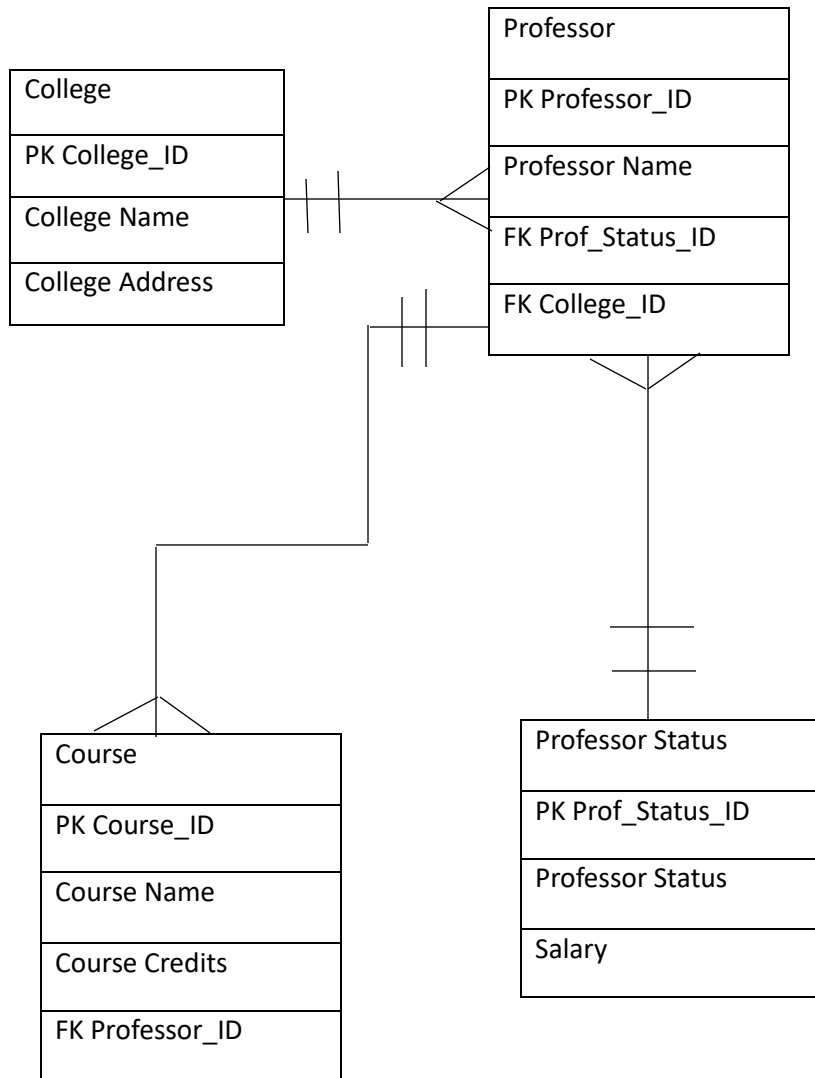 College
PK College_ID
College Name
College Address
Professor
PK Professor_ID
Professor Name
FK Prof_Status_ID
FK College_ID
Course
PK Course_ID
Course Name
Course Credits
FK Professor_ID
Professor Status
PK Prof_Status_ID
Professor Status
Salary